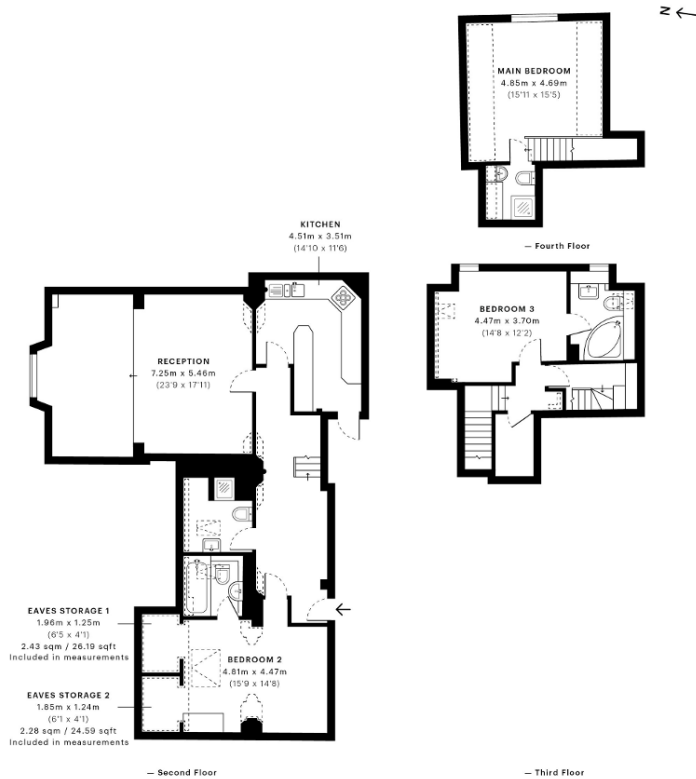 N
MAIN BEDROOM
4.85m x 4.69m
(15'11 x 15'5)
— Fourth Floor
KITCHEN
4.51m x 3.51m
(14'10 x 11'6)
RECEPTION
7.25m x 5.46m
(23'9 x 17'11)
BEDROOM 3
4.47m x 3.70m
(14'8 x 12'2)
EAVES STORAGE 1
1.96m x 1.25m
(6'5 x 4'1)
2.43 sqm / 26.19 sqft
Included in measurements
BEDROOM 2
4.81m x 4.47m
(15'9 x 14'8)
EAVES STORAGE 2
1.85m x 1.24m
(6'1 x 4'1)
2.28 sqm / 24.59 sqft
Included in measurements
— Second Floor
— Third Floor